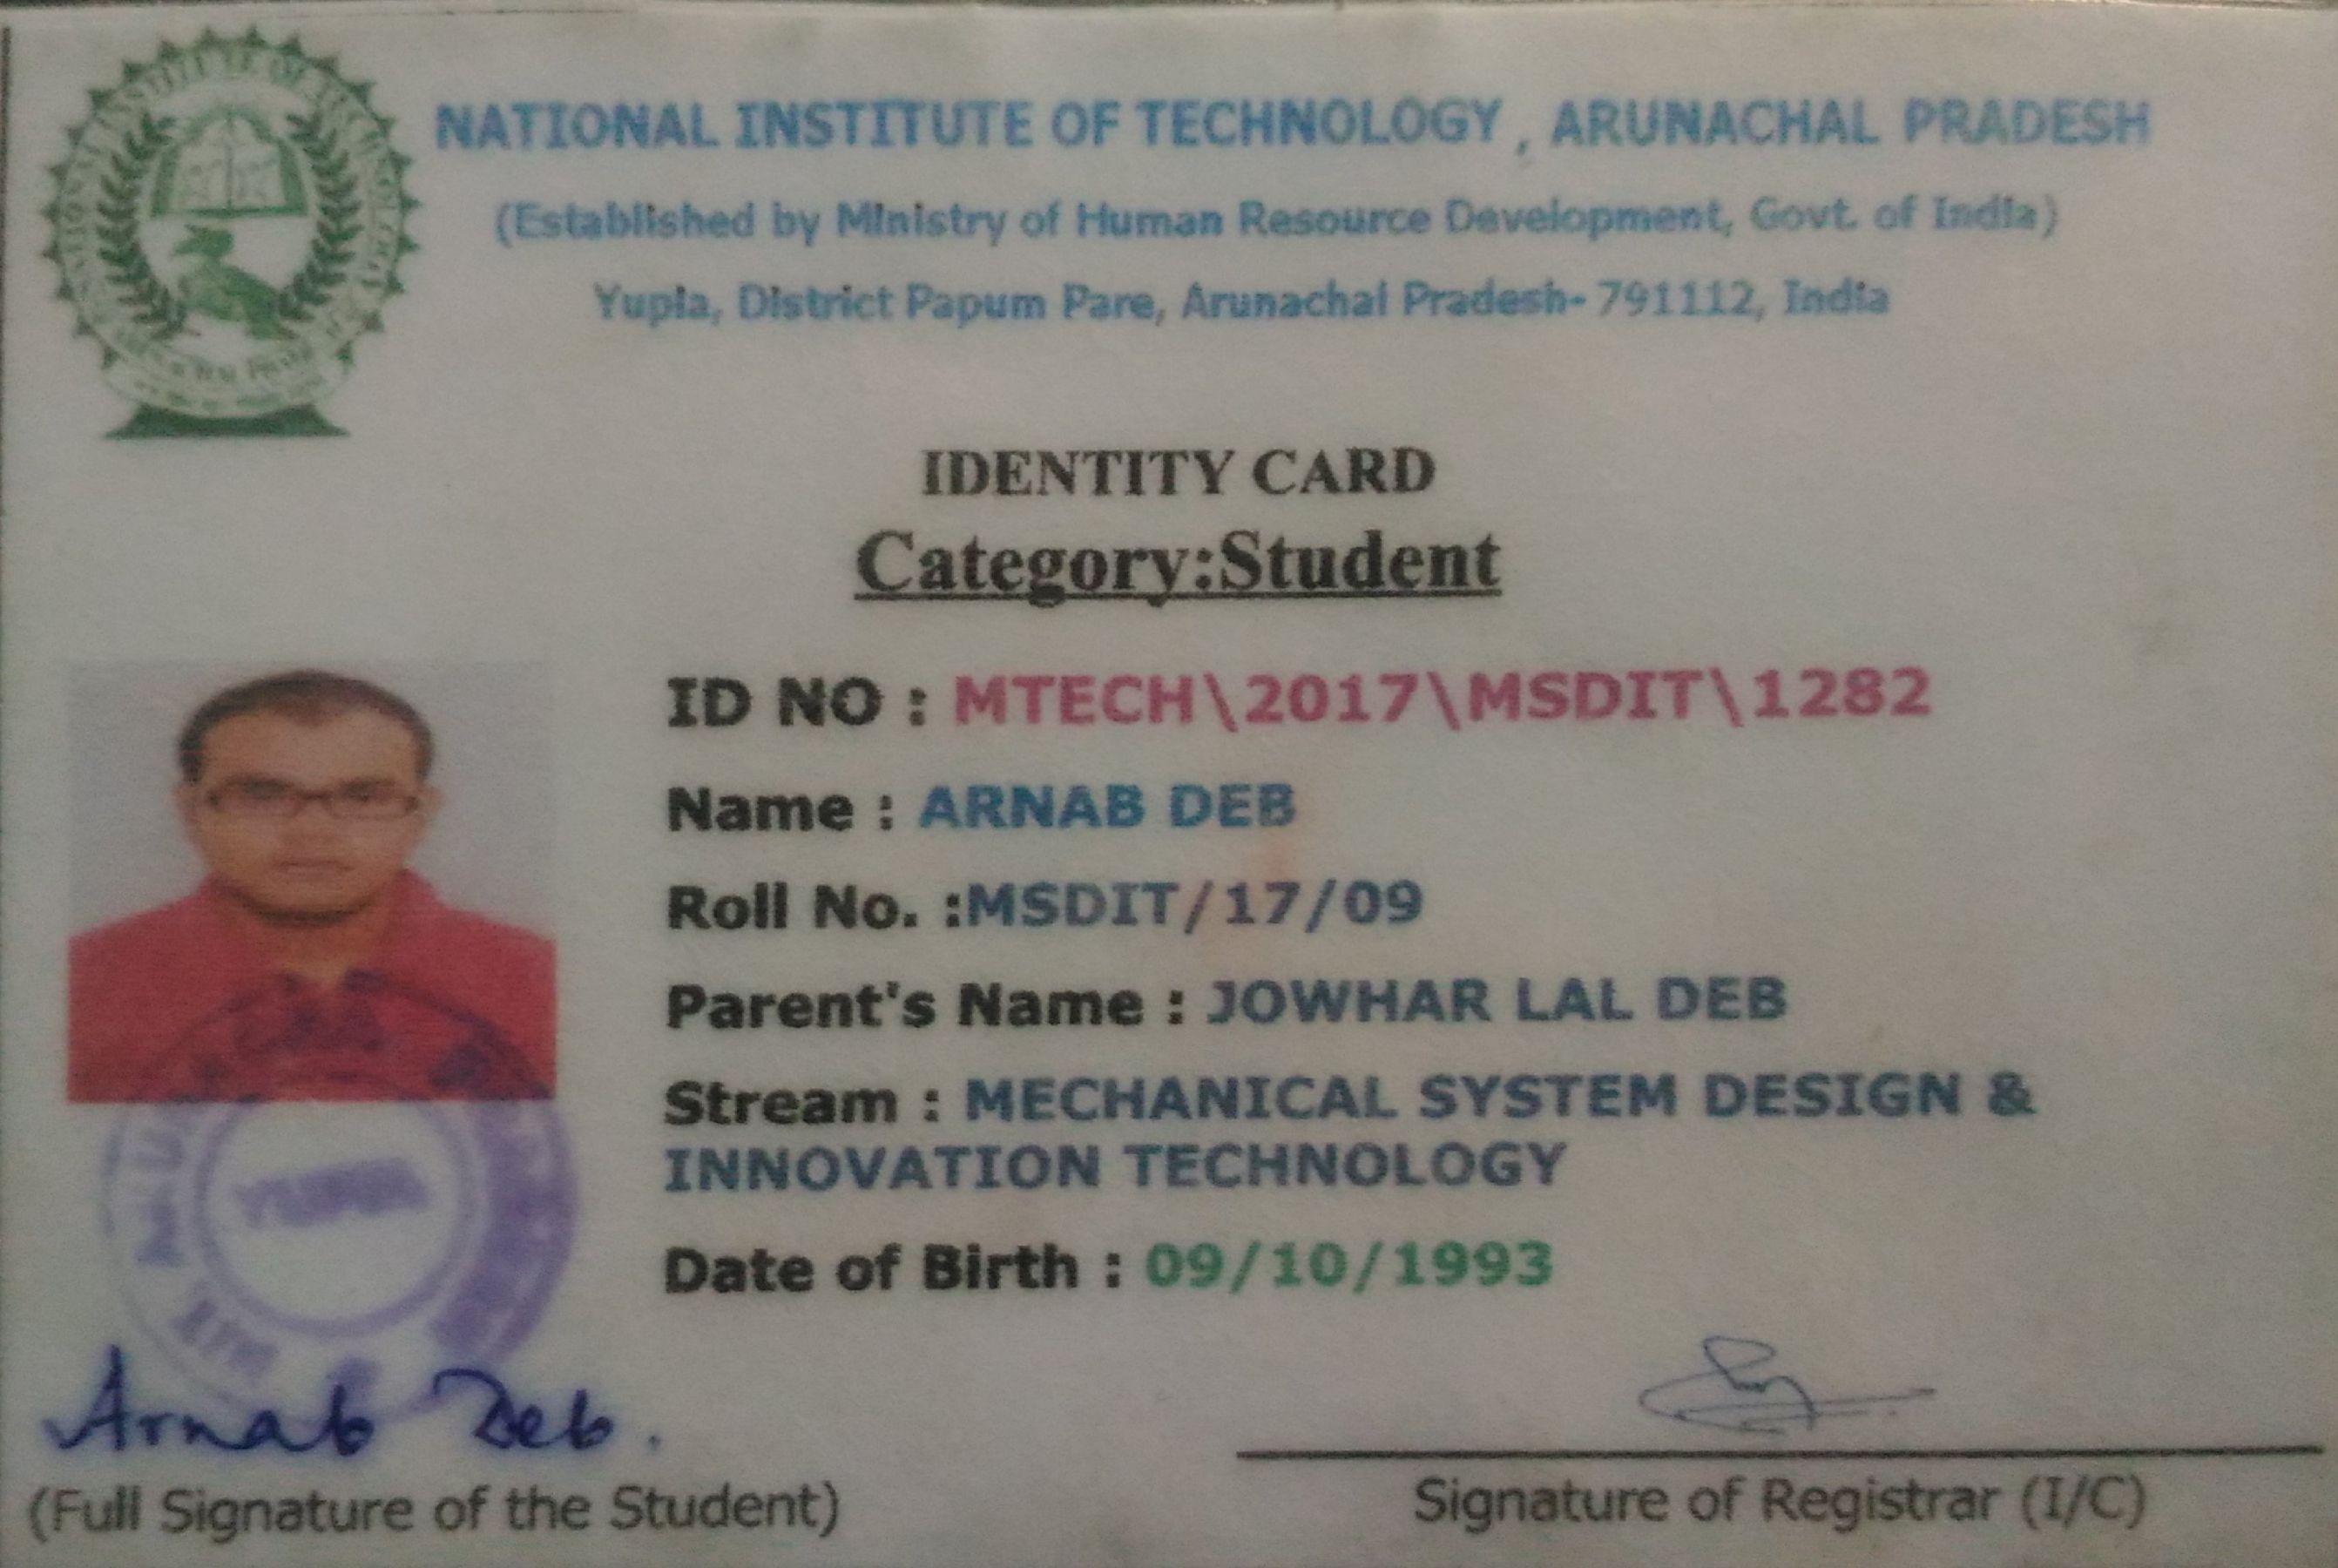 NATIONAL INSTITUTE OF TECHNOLOGY, ARUNACHAL PRADESH
(Established by Ministry of Human Resource Development, Govt. of India)
Yupia, District Papum Pare, Arunachal Pradesh- 791112, India
IDENTITY CARD
Category:Student
ID NO : MTECH\2017\MSDIT\1282
Name : ARNAB DEB
Roll No. :MSDIT/17/09
Parent's Name : JOWHAR LAL DEB
Stream : MECHANICAL SYSTEM DESIGN &
INNOVATION TECHNOLOGY
Date of Birth : 09/10/1993
YUPIA
Arnab Deb.
(Full Signature of the Student)
Signature of Registrar (I/C)